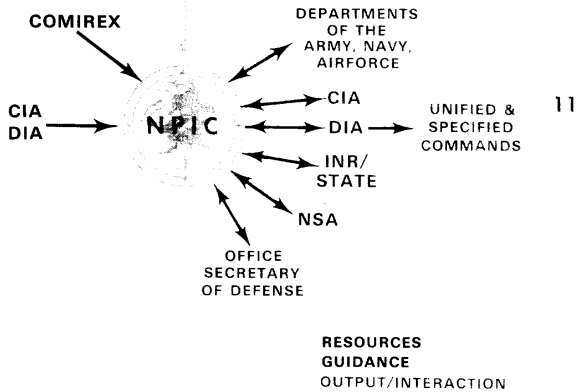 COMIREX
DEPARTMENTS
OF THE
ARMY, NAVY,
AIRFORCE
CIA
DIA
NPIC
CIA
DIA
UNIFIED &
SPECIFIED
COMMANDS
11
INR/
STATE
NSA
OFFICE
SECRETARY
OF DEFENSE
RESOURCES
GUIDANCE
OUTPUT/INTERACTION